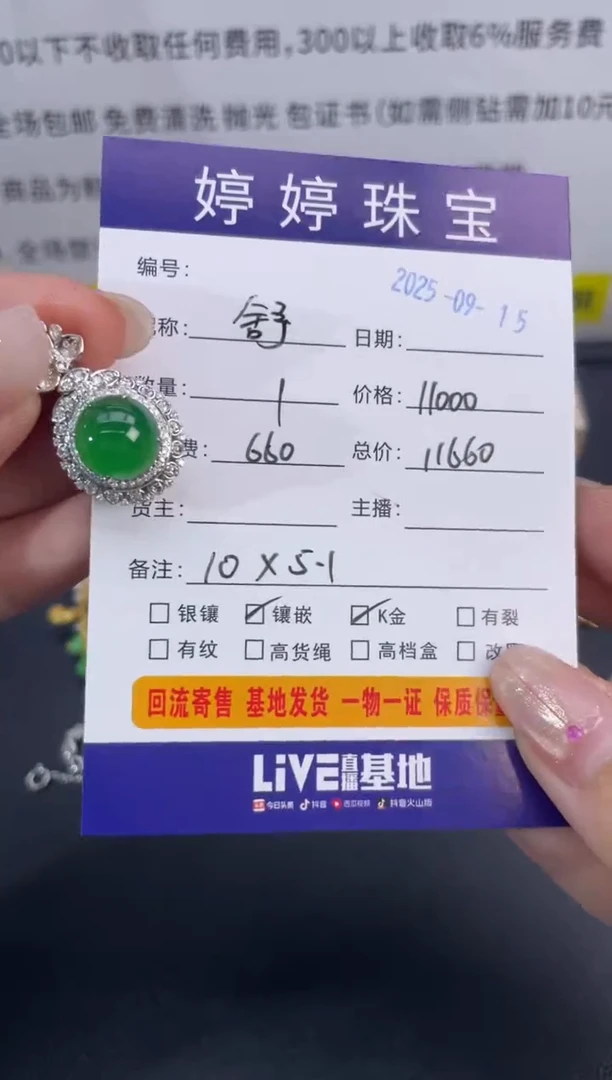 0以下不收取任何费用,300以上收取6%服务费
全场包邮 免费清洗 抛光 包证书(如需侧钻需加10元
商品为
婷婷珠宝
编号:
2025-09-15
称: 舒 日期:
数量: 1 价格: 11000
费: 660 总价: 11660
货主: 主播:
备注: 10 X 5.1
银镶 镶嵌 K金 有裂
有纹 高货绳 高档盒 改
回流寄售 基地发货 一物一证 保质保
LiVE直播基地
今日头条 抖音 西瓜视频 抖音火山版